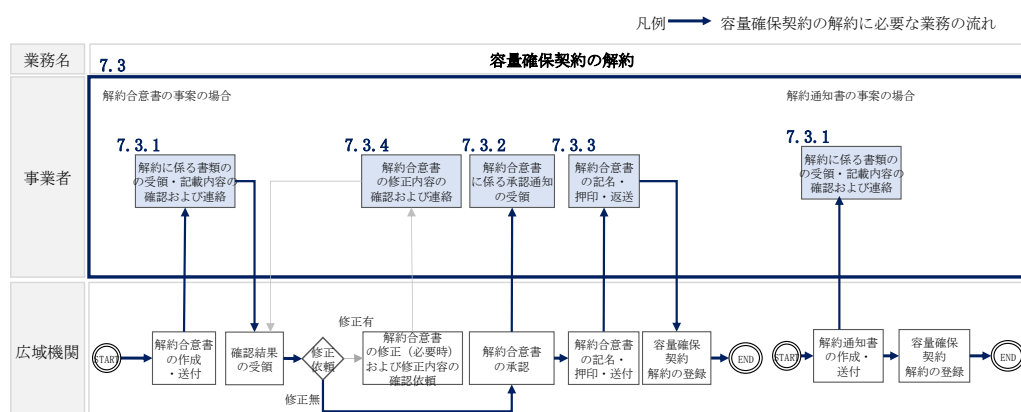 凡例 容量確保契約の解約に必要な業務の流れ
業務名
7.3
容量確保契約の解約
事業者
解約合意書の事案の場合
解約通知書の事案の場合
7.3.1
解約に係る書類の
の受領・記載内容の
確認および連絡
7.3.4
解約合意書
の修正内容の
確認および連絡
7.3.2
解約合意書
に係る承認通知
の受領
7.3.3
解約合意書
の記名・
押印・返送
7.3.1
解約に係る書類の
の受領・記載内容の
確認および連絡
広域機関
START
解約合意書
の作成
・送付
確認結果
の受領
修正
依頼
修正有
修正無
解約合意書
の修正（必要時）
および修正内容の
確認依頼
解約合意書
の承認
解約合意書
の記名・
押印・送付
容量確保
契約
解約の登録
END
START
解約通知書
の作成・
送付
容量確保
契約
解約の登録
END